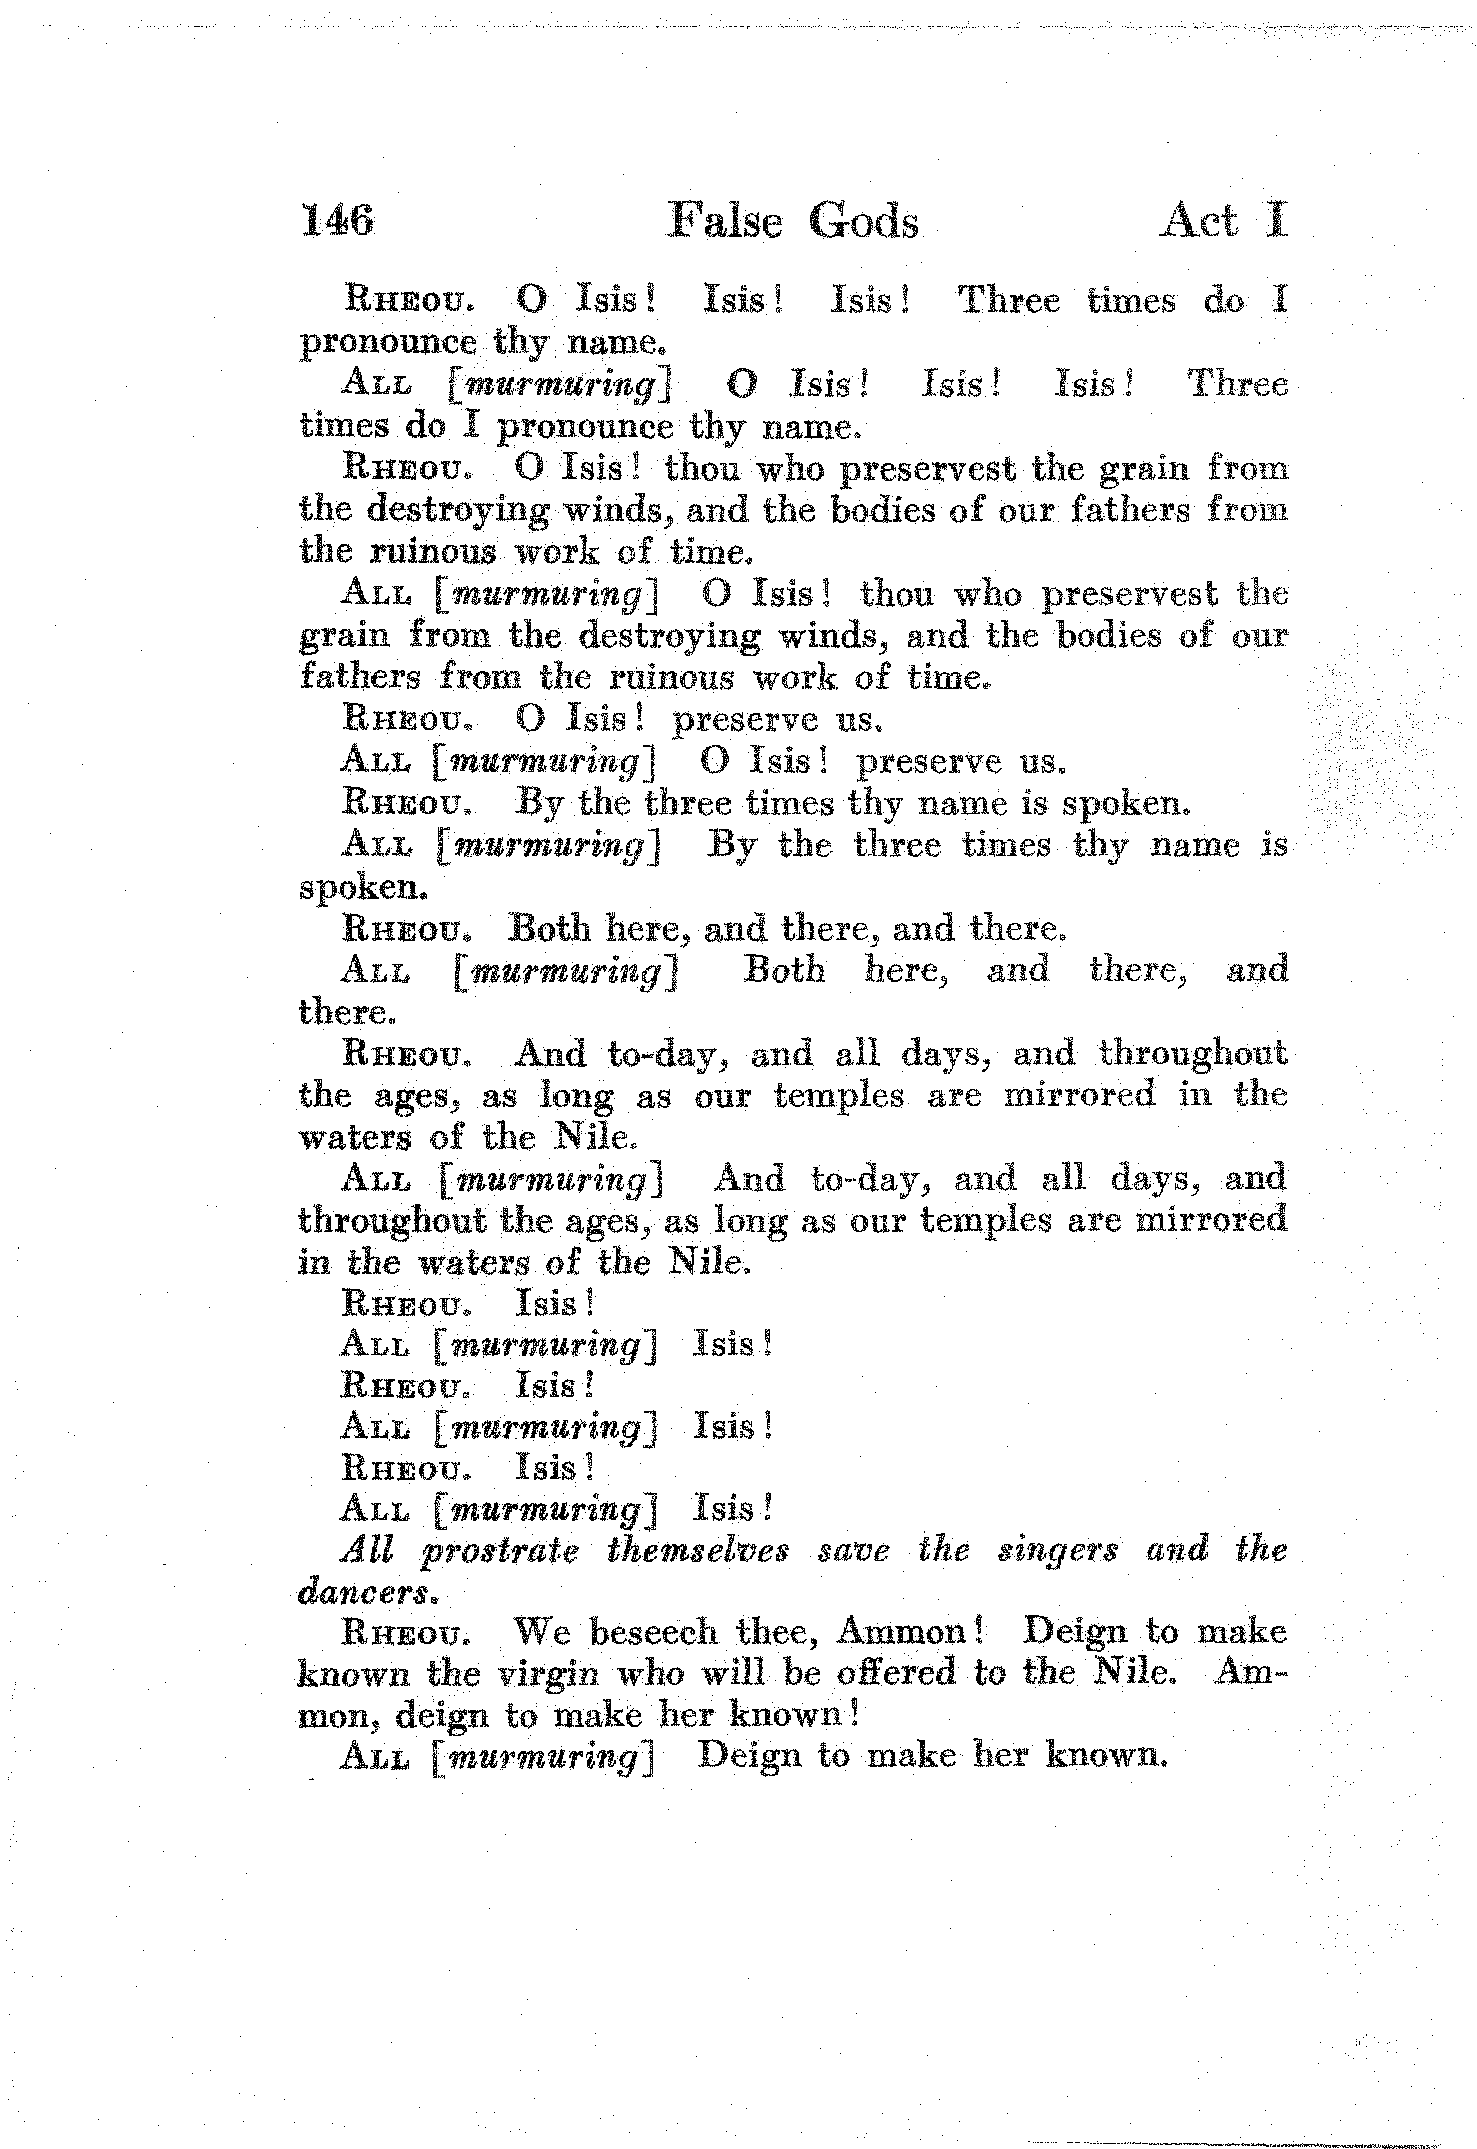 146 False Gods Act I
RHEOU. O Isis! Isis! Isis! Three times do I
pronounce thy name.
ALL [murmuring] O Isis! Isis! Isis! Three
times do I pronounce thy name.
RHEOU. O Isis! thou who preservest the grain from
the destroying winds, and the bodies of our fathers from
the ruinous work of time.
ALL [murmuring] O Isis! thou who preservest the
grain from the destroying winds, and the bodies of our
fathers from the ruinous work of time.
RHEOU. O Isis! preserve us.
ALL [murmuring] O Isis! preserve us.
RHEOU. By the three times thy name is spoken.
ALL [murmuring] By the three times thy name is
spoken.
RHEOU. Both here, and there, and there.
ALL [murmuring] Both here, and there, and
there.
RHEOU. And to-day, and all days, and throughout
the ages, as long as our temples are mirrored in the
waters of the Nile.
ALL [murmuring] And to-day, and all days, and
throughout the ages, as long as our temples are mirrored
in the waters of the Nile.
RHEOU. Isis!
ALL [murmuring] Isis!
RHEOU. Isis!
ALL [murmuring] Isis!
RHEOU. Isis!
ALL [murmuring] Isis!
All prostrate themselves save the singers and the
dancers.
RHEOU. We beseech thee, Ammon! Deign to make
known the virgin who will be offered to the Nile. Am-
mon, deign to make her known!
ALL [murmuring] Deign to make her known.